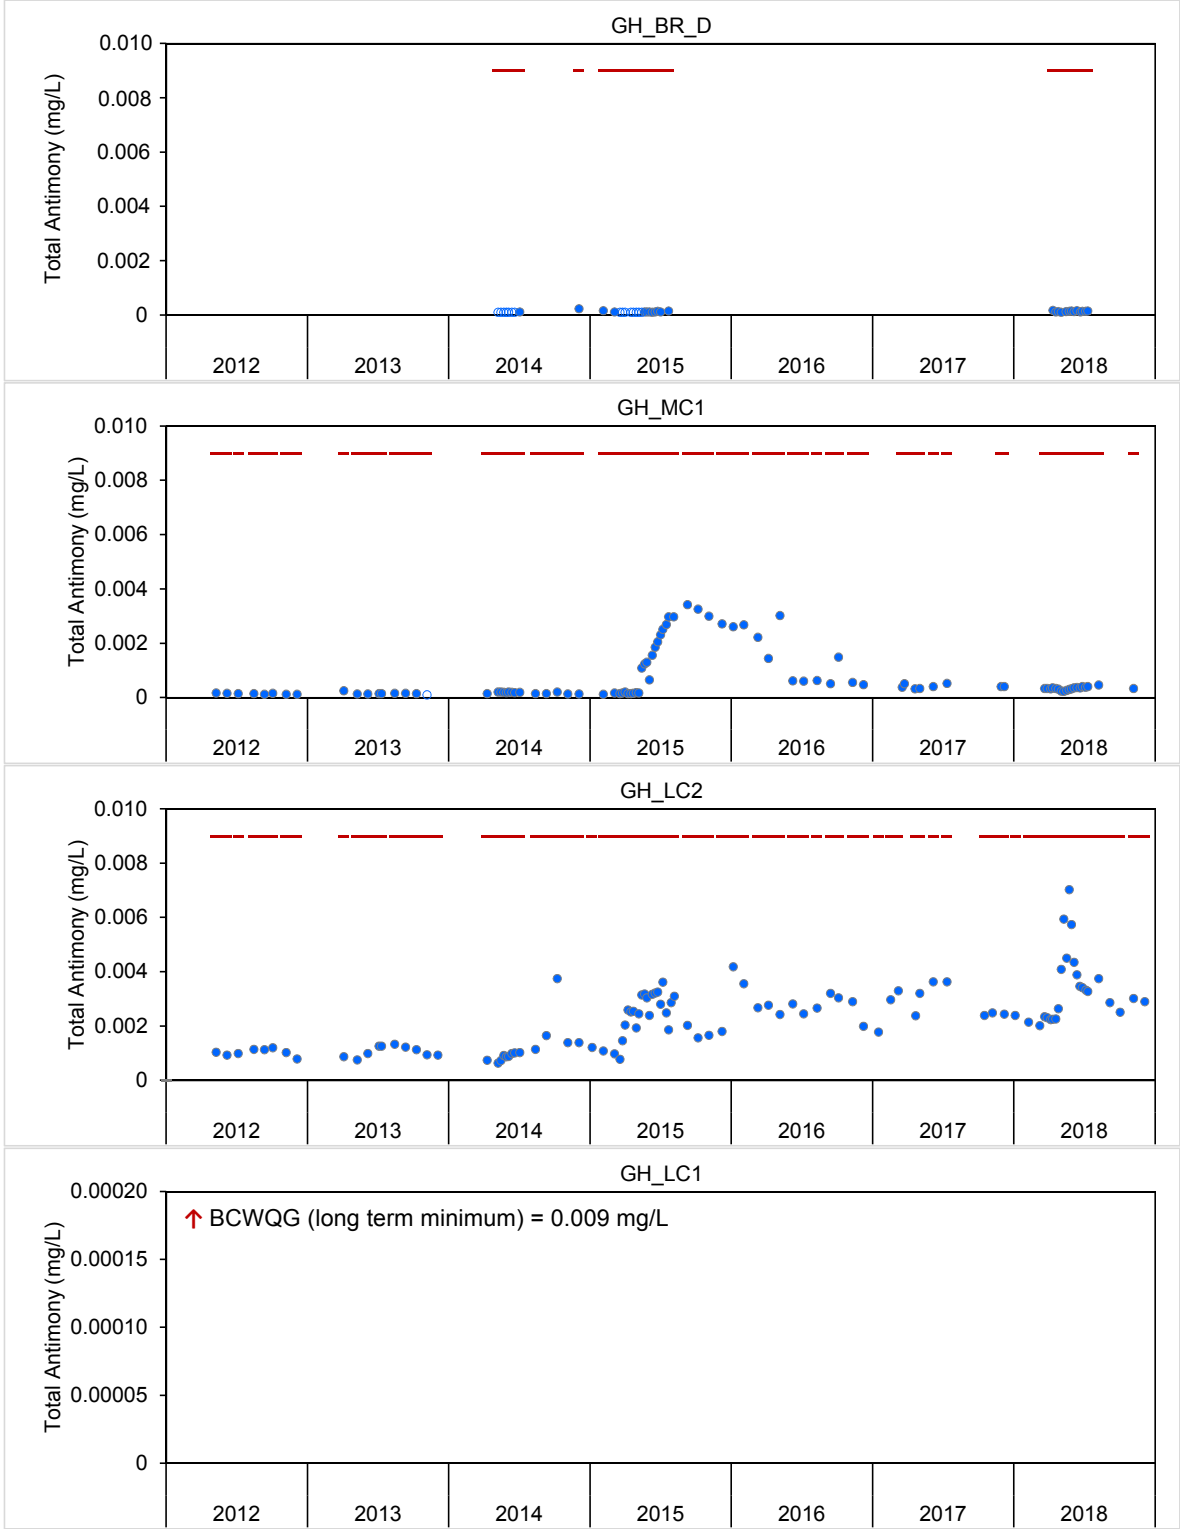 GH_BR_D
Total Antimony (mg/L)
0.010
0.008
0.006
0.004
0.002
0
2012 2013 2014 2015 2016 2017 2018
GH_MC1
Total Antimony (mg/L)
0.010
0.008
0.006
0.004
0.002
0
2012 2013 2014 2015 2016 2017 2018
GH_LC2
Total Antimony (mg/L)
0.010
0.008
0.006
0.004
0.002
0
2012 2013 2014 2015 2016 2017 2018
GH_LC1
Total Antimony (mg/L)
0.00020
↑ BCWQG (long term minimum) = 0.009 mg/L
0.00015
0.00010
0.00005
0
2012 2013 2014 2015 2016 2017 2018